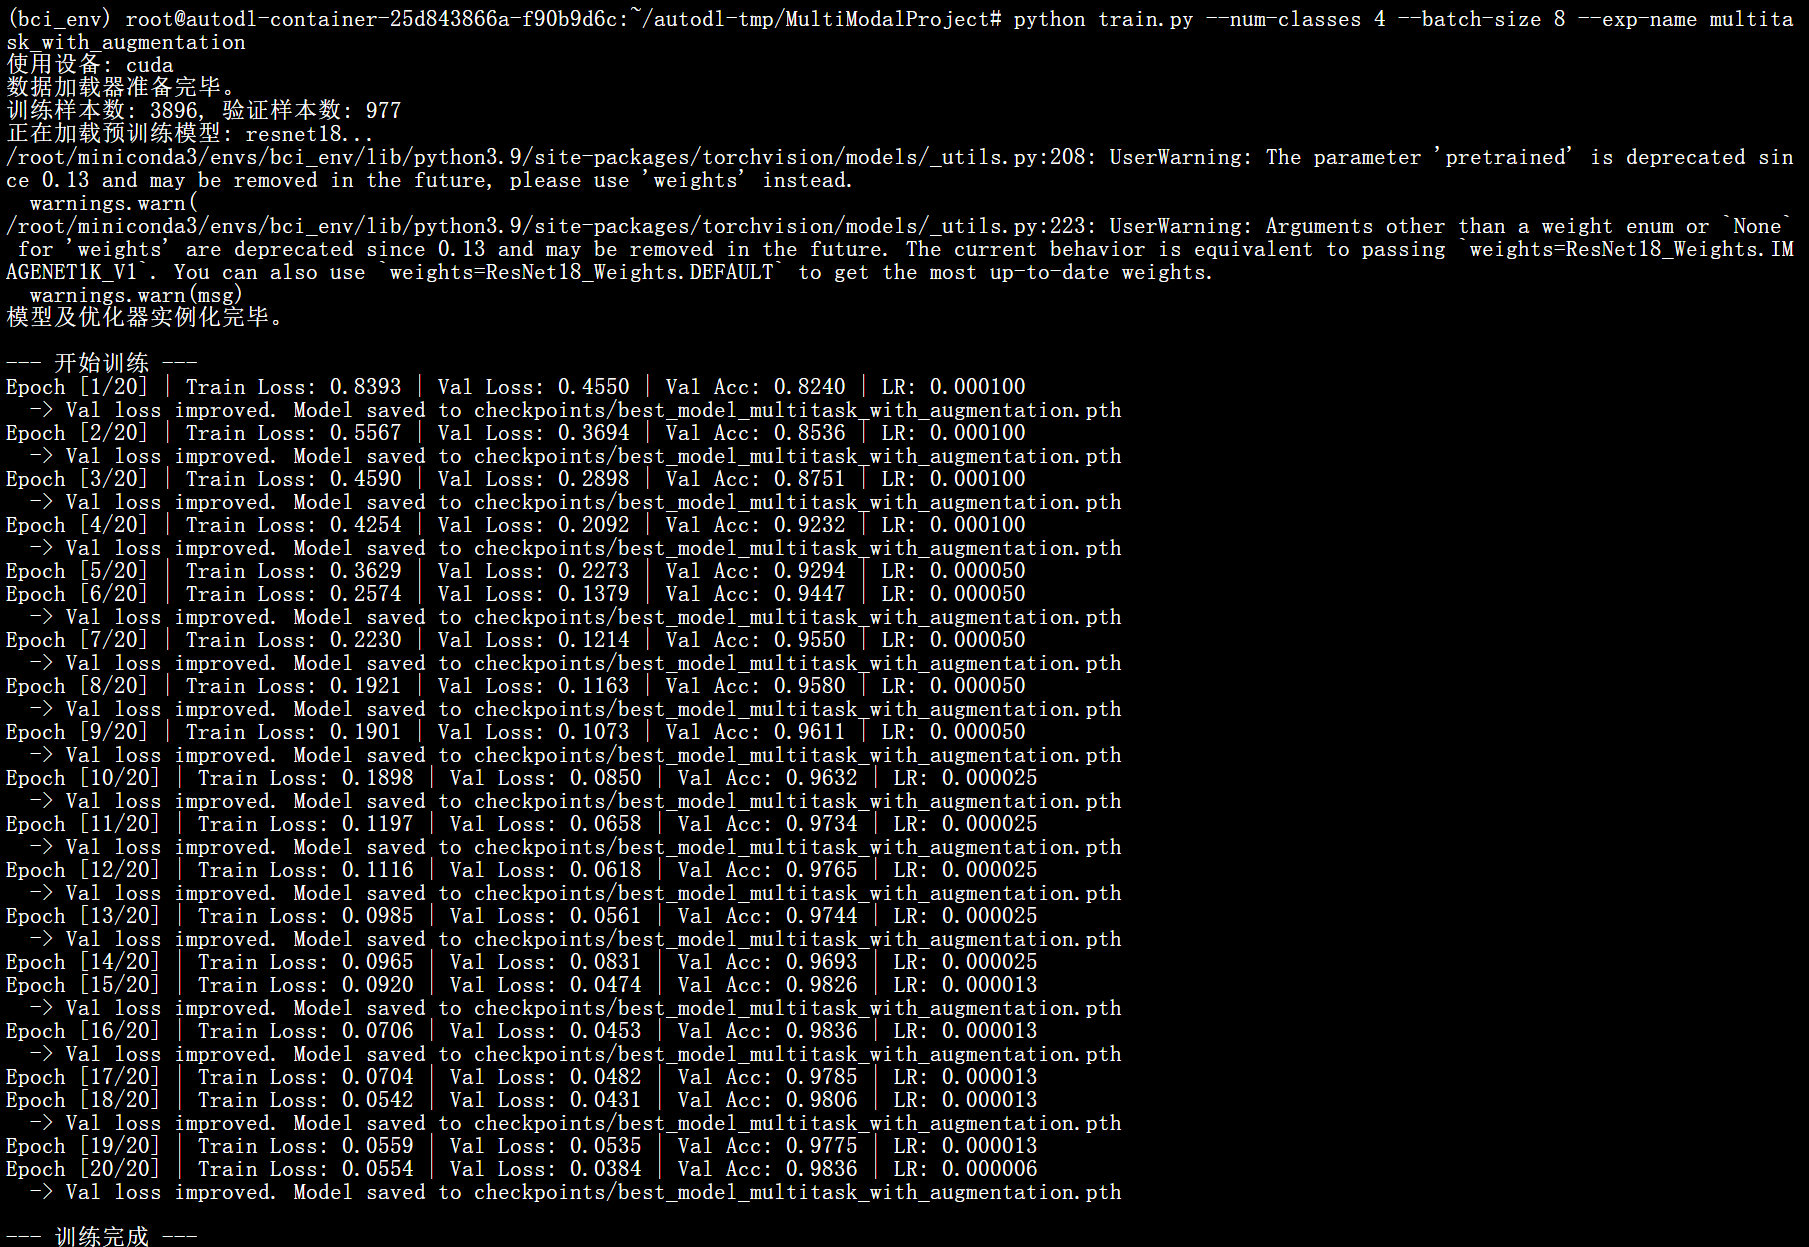 (bci_env) root@autodl-container-25d843866a-f90b9d6c:~/autodl-tmp/MultiModalProject# python train.py --num-classes 4 --batch-size 8 --exp-name multita
sk_with_augmentation
使用设备: cuda
数据加载器准备完毕。
训练样本数: 3896, 验证样本数: 977
正在加载预训练模型: resnet18...
/root/miniconda3/envs/bci_env/lib/python3.9/site-packages/torchvision/models/_utils.py:208: UserWarning: The parameter 'pretrained' is deprecated sin
ce 0.13 and may be removed in the future, please use 'weights' instead.
  warnings.warn(
/root/miniconda3/envs/bci_env/lib/python3.9/site-packages/torchvision/models/_utils.py:223: UserWarning: Arguments other than a weight enum or `None`
 for 'weights' are deprecated since 0.13 and may be removed in the future. The current behavior is equivalent to passing `weights=ResNet18_Weights.IM
AGENET1K_V1`. You can also use `weights=ResNet18_Weights.DEFAULT` to get the most up-to-date weights.
  warnings.warn(msg)
模型及优化器实例化完毕。
--- 开始训练 ---
Epoch [1/20] | Train Loss: 0.8393 | Val Loss: 0.4550 | Val Acc: 0.8240 | LR: 0.000100
  -> Val loss improved. Model saved to checkpoints/best_model_multitask_with_augmentation.pth
Epoch [2/20] | Train Loss: 0.5567 | Val Loss: 0.3694 | Val Acc: 0.8536 | LR: 0.000100
  -> Val loss improved. Model saved to checkpoints/best_model_multitask_with_augmentation.pth
Epoch [3/20] | Train Loss: 0.4590 | Val Loss: 0.2898 | Val Acc: 0.8751 | LR: 0.000100
  -> Val loss improved. Model saved to checkpoints/best_model_multitask_with_augmentation.pth
Epoch [4/20] | Train Loss: 0.4254 | Val Loss: 0.2092 | Val Acc: 0.9232 | LR: 0.000100
  -> Val loss improved. Model saved to checkpoints/best_model_multitask_with_augmentation.pth
Epoch [5/20] | Train Loss: 0.3629 | Val Loss: 0.2273 | Val Acc: 0.9294 | LR: 0.000050
Epoch [6/20] | Train Loss: 0.2574 | Val Loss: 0.1379 | Val Acc: 0.9447 | LR: 0.000050
  -> Val loss improved. Model saved to checkpoints/best_model_multitask_with_augmentation.pth
Epoch [7/20] | Train Loss: 0.2230 | Val Loss: 0.1214 | Val Acc: 0.9550 | LR: 0.000050
  -> Val loss improved. Model saved to checkpoints/best_model_multitask_with_augmentation.pth
Epoch [8/20] | Train Loss: 0.1921 | Val Loss: 0.1163 | Val Acc: 0.9580 | LR: 0.000050
  -> Val loss improved. Model saved to checkpoints/best_model_multitask_with_augmentation.pth
Epoch [9/20] | Train Loss: 0.1901 | Val Loss: 0.1073 | Val Acc: 0.9611 | LR: 0.000050
  -> Val loss improved. Model saved to checkpoints/best_model_multitask_with_augmentation.pth
Epoch [10/20] | Train Loss: 0.1898 | Val Loss: 0.0850 | Val Acc: 0.9632 | LR: 0.000025
  -> Val loss improved. Model saved to checkpoints/best_model_multitask_with_augmentation.pth
Epoch [11/20] | Train Loss: 0.1197 | Val Loss: 0.0658 | Val Acc: 0.9734 | LR: 0.000025
  -> Val loss improved. Model saved to checkpoints/best_model_multitask_with_augmentation.pth
Epoch [12/20] | Train Loss: 0.1116 | Val Loss: 0.0618 | Val Acc: 0.9765 | LR: 0.000025
  -> Val loss improved. Model saved to checkpoints/best_model_multitask_with_augmentation.pth
Epoch [13/20] | Train Loss: 0.0985 | Val Loss: 0.0561 | Val Acc: 0.9744 | LR: 0.000025
  -> Val loss improved. Model saved to checkpoints/best_model_multitask_with_augmentation.pth
Epoch [14/20] | Train Loss: 0.0965 | Val Loss: 0.0831 | Val Acc: 0.9693 | LR: 0.000025
Epoch [15/20] | Train Loss: 0.0920 | Val Loss: 0.0474 | Val Acc: 0.9826 | LR: 0.000013
  -> Val loss improved. Model saved to checkpoints/best_model_multitask_with_augmentation.pth
Epoch [16/20] | Train Loss: 0.0706 | Val Loss: 0.0453 | Val Acc: 0.9836 | LR: 0.000013
  -> Val loss improved. Model saved to checkpoints/best_model_multitask_with_augmentation.pth
Epoch [17/20] | Train Loss: 0.0704 | Val Loss: 0.0482 | Val Acc: 0.9785 | LR: 0.000013
Epoch [18/20] | Train Loss: 0.0542 | Val Loss: 0.0431 | Val Acc: 0.9806 | LR: 0.000013
  -> Val loss improved. Model saved to checkpoints/best_model_multitask_with_augmentation.pth
Epoch [19/20] | Train Loss: 0.0559 | Val Loss: 0.0535 | Val Acc: 0.9775 | LR: 0.000013
Epoch [20/20] | Train Loss: 0.0554 | Val Loss: 0.0384 | Val Acc: 0.9836 | LR: 0.000006
  -> Val loss improved. Model saved to checkpoints/best_model_multitask_with_augmentation.pth
--- 训练完成 ---